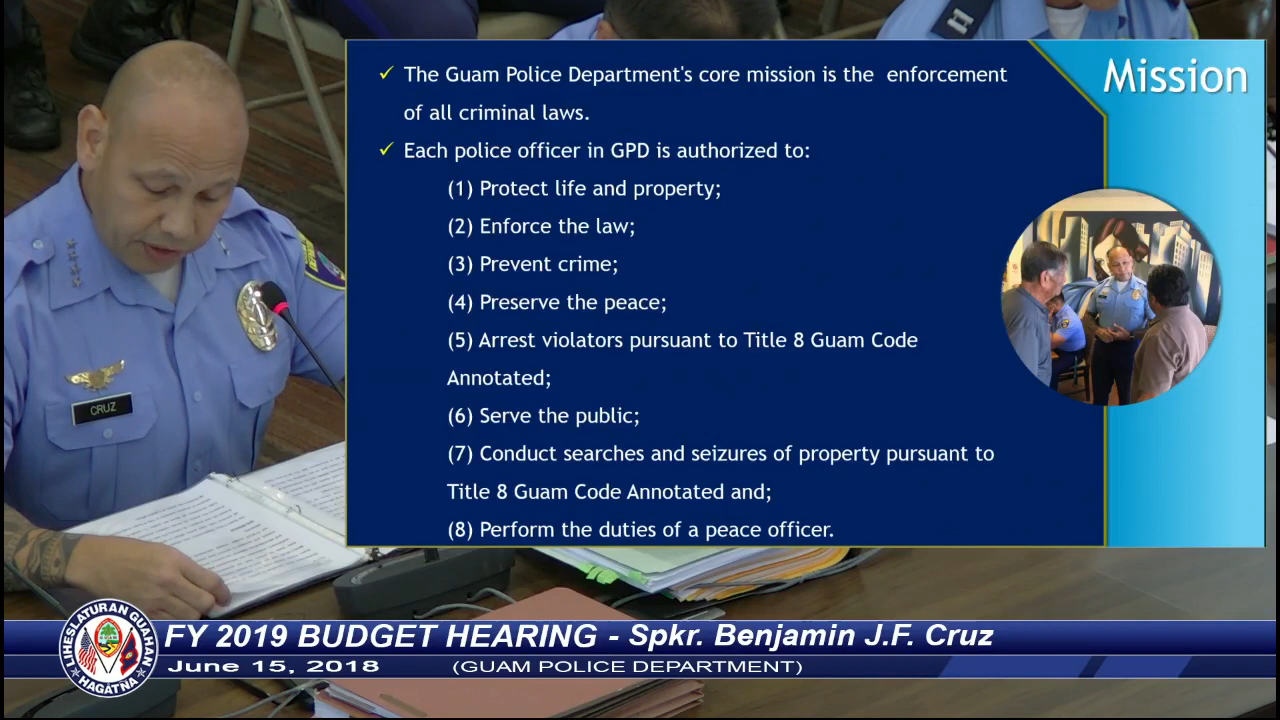 Mission
✓ The Guam Police Department's core mission is the enforcement
of all criminal laws.
✓ Each police officer in GPD is authorized to:
(1) Protect life and property;
(2) Enforce the law;
(3) Prevent crime;
(4) Preserve the peace;
(5) Arrest violators pursuant to Title 8 Guam Code
Annotated;
(6) Serve the public;
(7) Conduct searches and seizures of property pursuant to
Title 8 Guam Code Annotated and;
(8) Perform the duties of a peace officer.
CRUZ
I LIHESLATURAN GUÅHAN
HAGÅTÑA
FY 2019 BUDGET HEARING - Spkr. Benjamin J.F. Cruz
June 15, 2018 (GUAM POLICE DEPARTMENT)